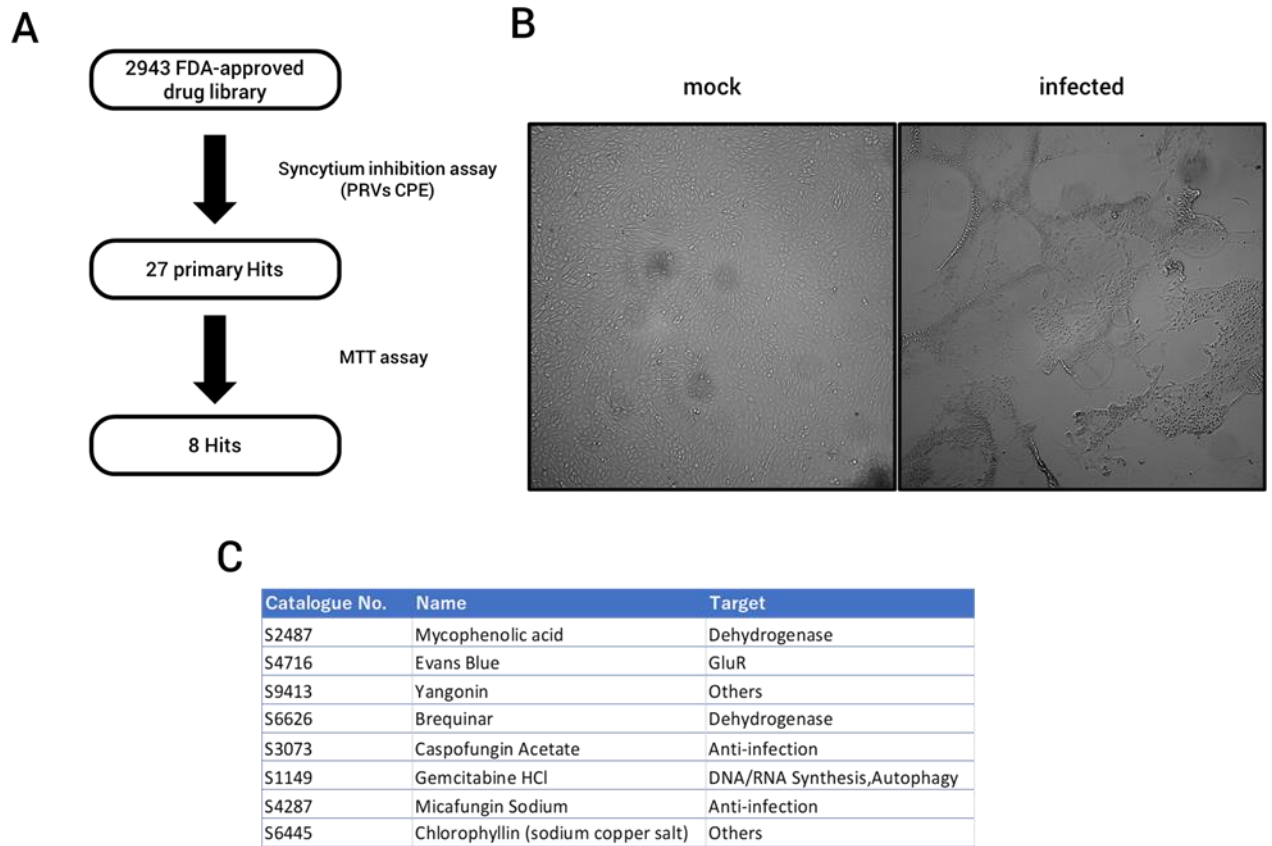 A
2943 FDA-approved
drug library
Syncytium inhibition assay
(PRVs CPE)
27 primary Hits
MTT assay
8 Hits
B
mock
infected
C
Catalogue No. Name Target
S2487 Mycophenolic acid Dehydrogenase
S4716 Evans Blue GluR
S9413 Yangonin Others
S6626 Brequinar Dehydrogenase
S3073 Caspofungin Acetate Anti-infection
S1149 Gemcitabine HCl DNA/RNA Synthesis,Autophagy
S4287 Micafungin Sodium Anti-infection
S6445 Chlorophyllin (sodium copper salt) Others